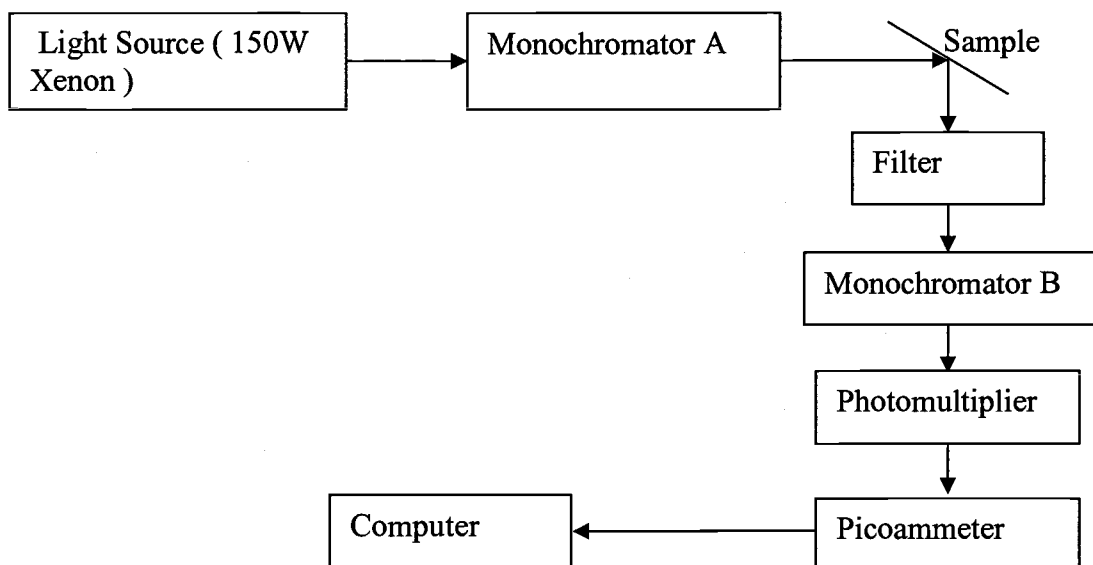 Light Source ( 150W
Xenon )
Monochromator A
Sample
Filter
Monochromator B
Photomultiplier
Picoammeter
Computer